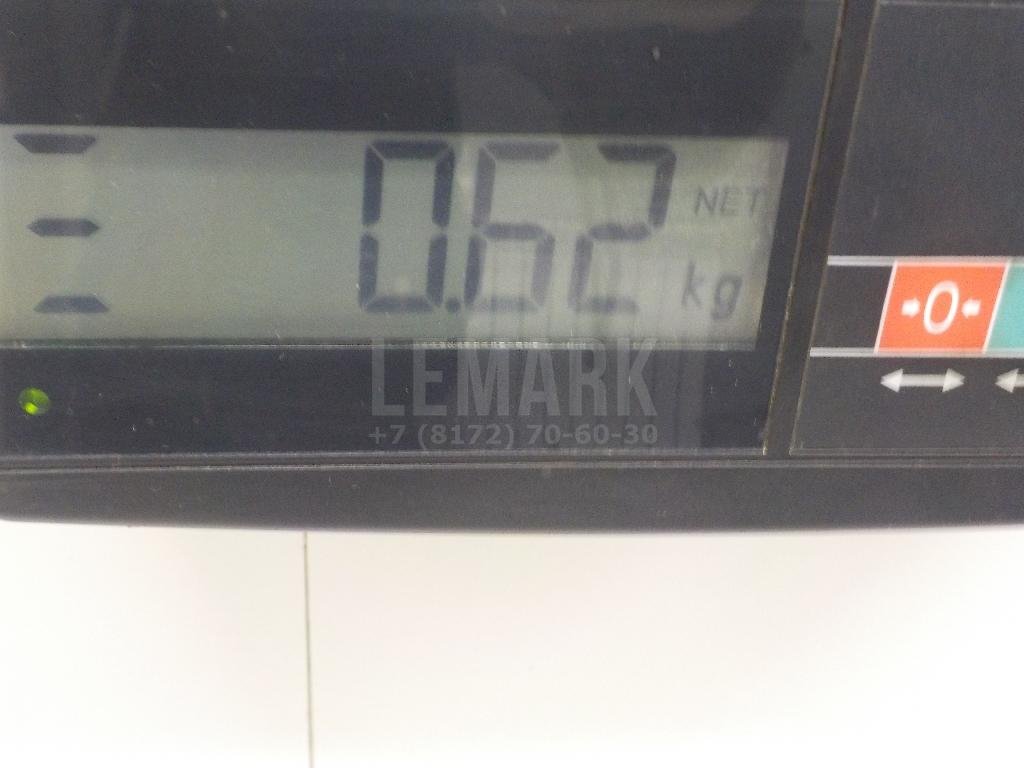 0.62 NET
kg
→0←
LEMARK
+7 (8172) 70-60-30